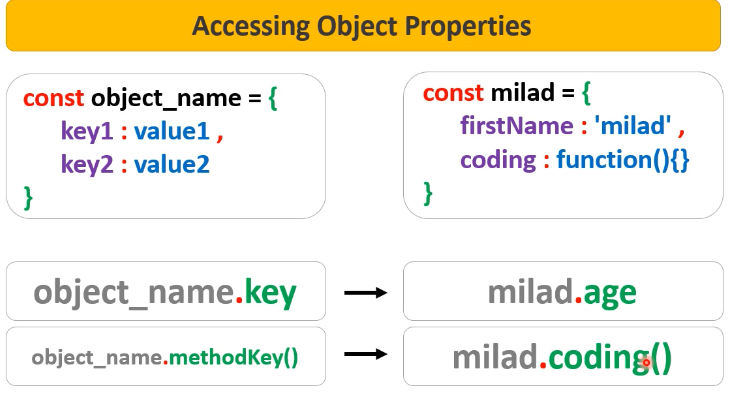 Accessing Object Properties
const object_name = {
key1 : value1 ,
key2 : value2
}
const milad = {
firstName : 'milad' ,
coding : function(){}
}
object_name.key
milad.age
object_name.methodKey()
milad.coding()